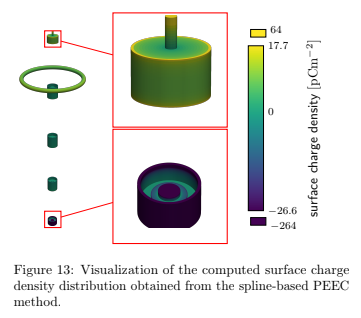 64
17.7
0
−26.6
−264
surface charge density [pCm⁻²]
Figure 13: Visualization of the computed surface charge
density distribution obtained from the spline-based PEEC
method.